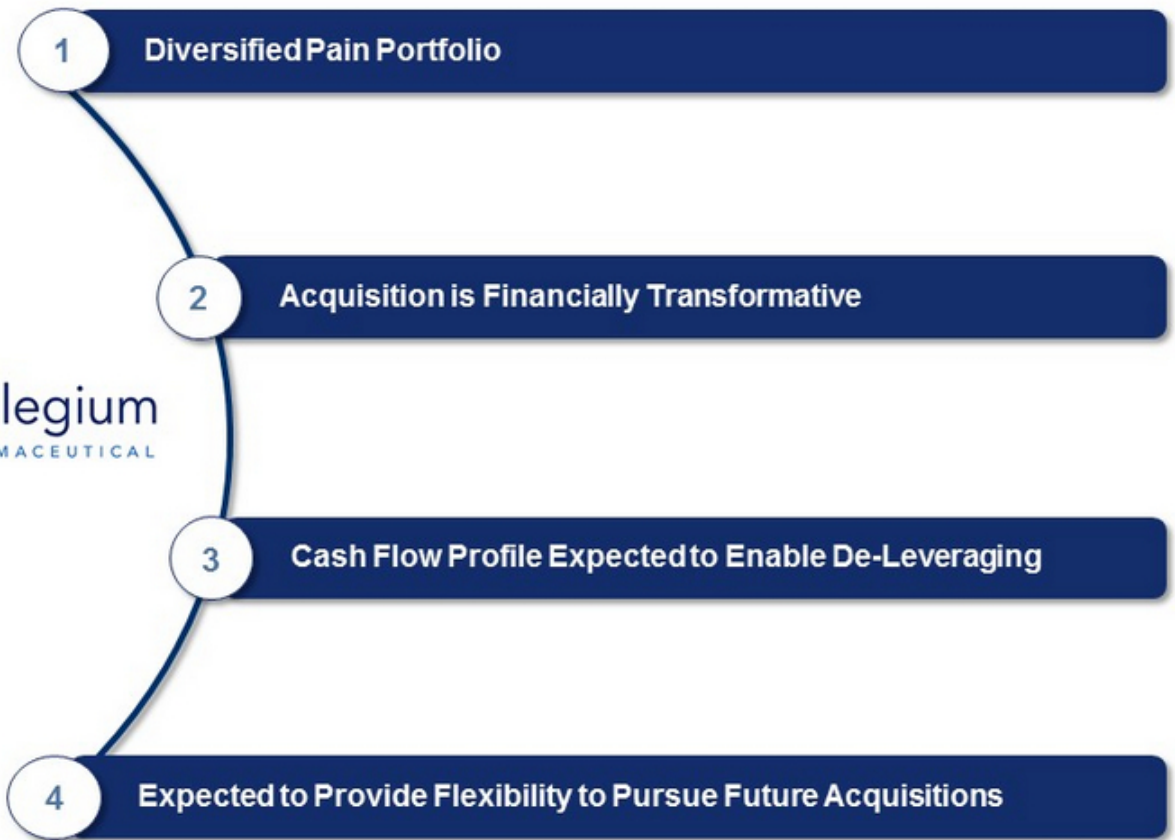 1
Diversified Pain Portfolio
2
Acquisition is Financially Transformative
legium
MACEUTICAL
3
Cash Flow Profile Expected to Enable De-Leveraging
4
Expected to Provide Flexibility to Pursue Future Acquisitions